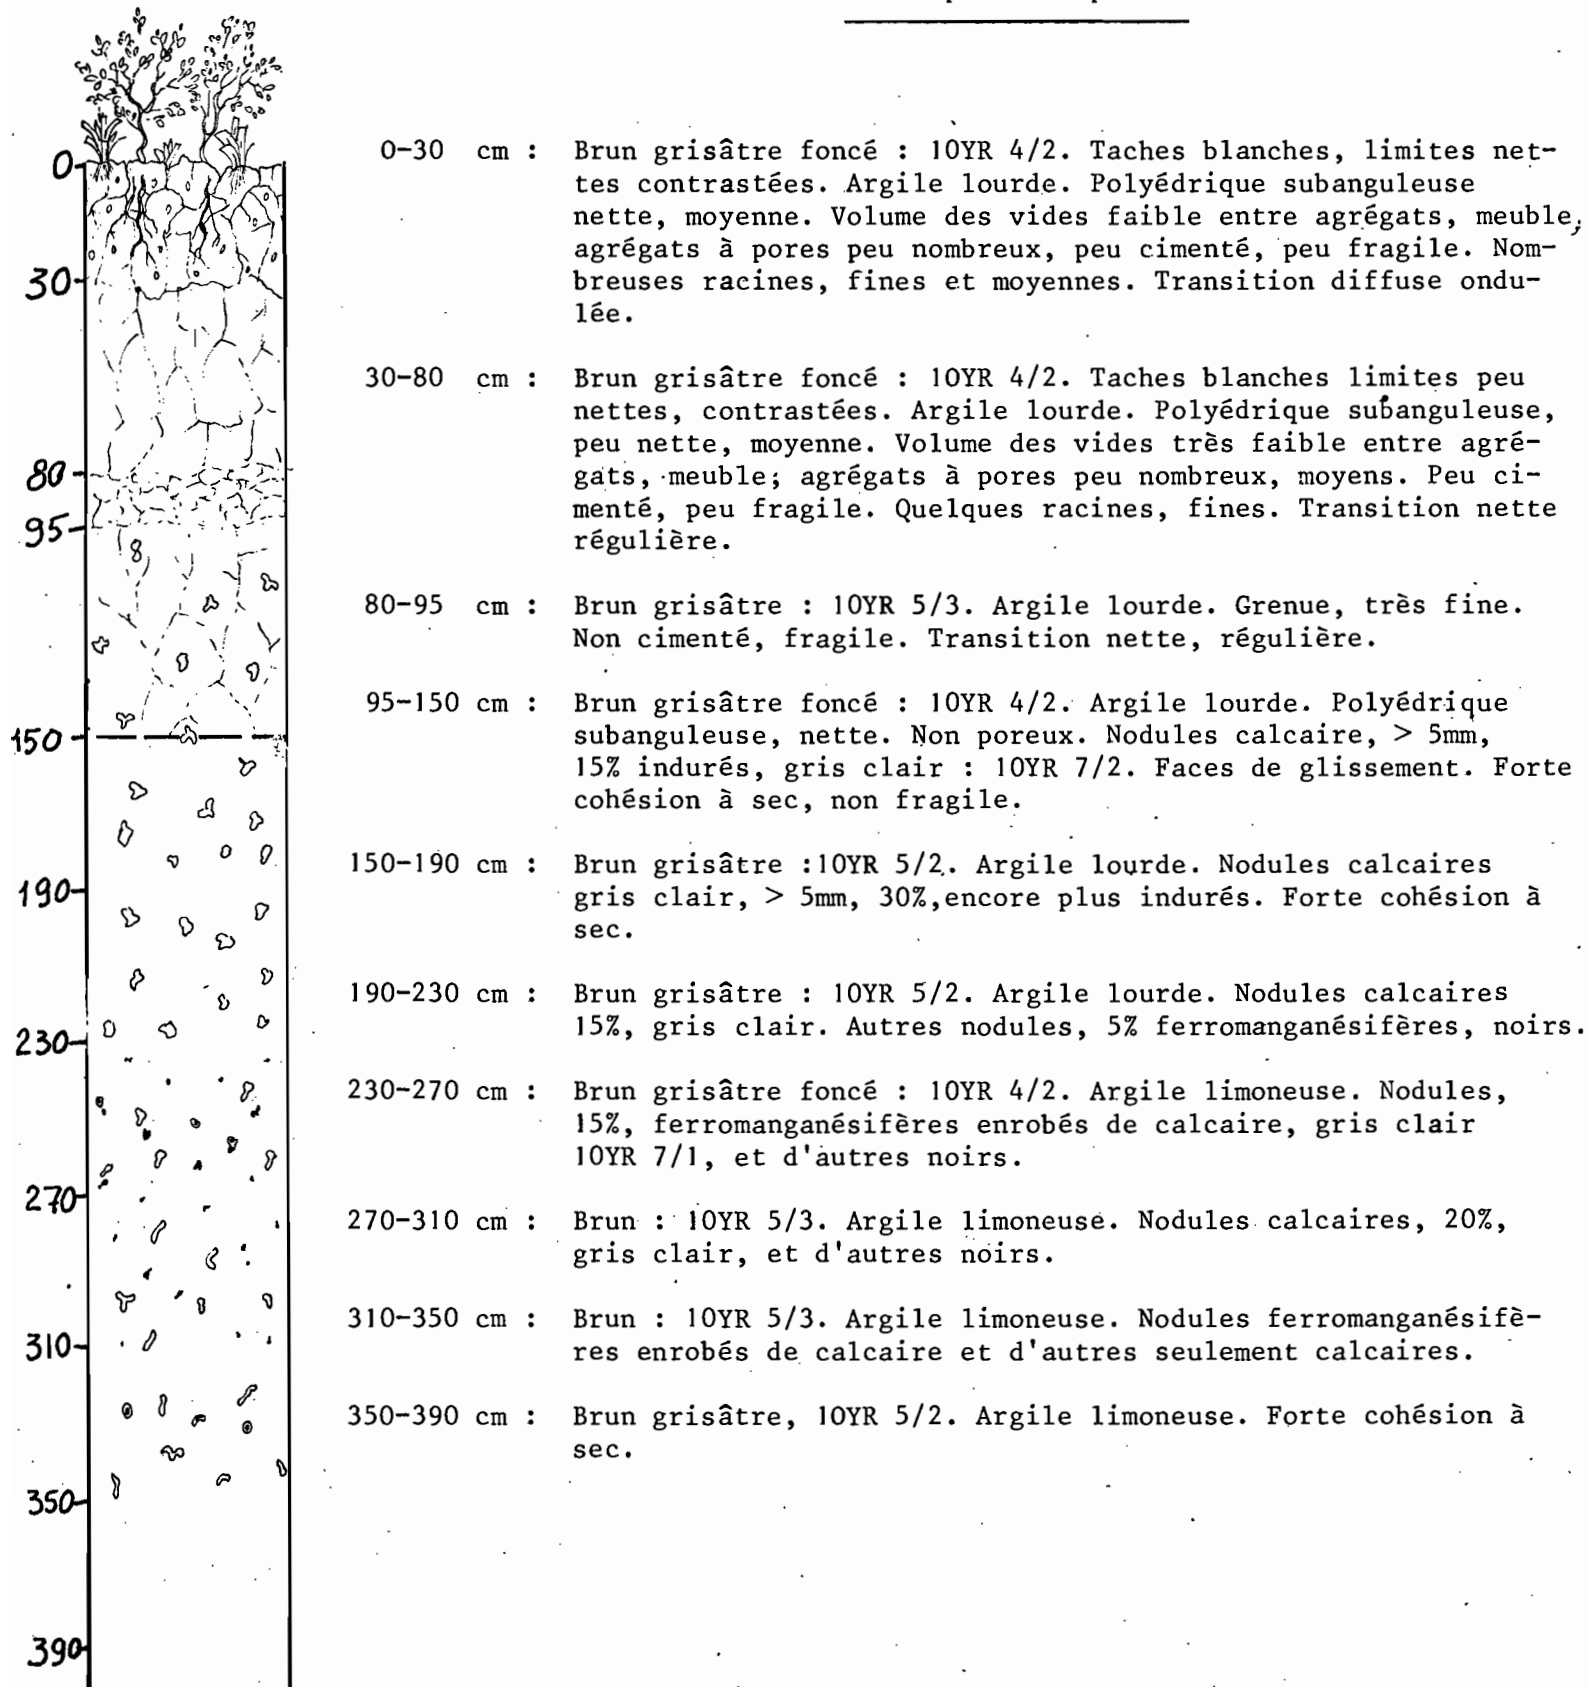 0-30 cm : Brun grisâtre foncé : 10YR 4/2. Taches blanches, limites net-
tes contrastées. Argile lourde. Polyédrique subanguleuse
nette, moyenne. Volume des vides faible entre agrégats, meuble,
agrégats à pores peu nombreux, peu cimenté, peu fragile. Nom-
breuses racines, fines et moyennes. Transition diffuse ondu-
lée.
30-80 cm : Brun grisâtre foncé : 10YR 4/2. Taches blanches limites peu
nettes, contrastées. Argile lourde. Polyédrique subanguleuse,
peu nette, moyenne. Volume des vides très faible entre agré-
gats, meuble; agrégats à pores peu nombreux, moyens. Peu ci-
menté, peu fragile. Quelques racines, fines. Transition nette
régulière.
80-95 cm : Brun grisâtre : 10YR 5/3. Argile lourde. Grenue, très fine.
Non cimenté, fragile. Transition nette, régulière.
95-150 cm : Brun grisâtre foncé : 10YR 4/2. Argile lourde. Polyédrique
subanguleuse, nette. Non poreux. Nodules calcaire, > 5mm,
15% indurés, gris clair : 10YR 7/2. Faces de glissement. Forte
cohésion à sec, non fragile.
150-190 cm : Brun grisâtre :10YR 5/2. Argile lourde. Nodules calcaires
gris clair, > 5mm, 30%,encore plus indurés. Forte cohésion à
sec.
190-230 cm : Brun grisâtre : 10YR 5/2. Argile lourde. Nodules calcaires
15%, gris clair. Autres nodules, 5% ferromanganésifères, noirs.
230-270 cm : Brun grisâtre foncé : 10YR 4/2. Argile limoneuse. Nodules,
15%, ferromanganésifères enrobés de calcaire, gris clair
10YR 7/1, et d'autres noirs.
270-310 cm : Brun : 10YR 5/3. Argile limoneuse. Nodules calcaires, 20%,
gris clair, et d'autres noirs.
310-350 cm : Brun : 10YR 5/3. Argile limoneuse. Nodules ferromanganésifè-
res enrobés de calcaire et d'autres seulement calcaires.
350-390 cm : Brun grisâtre, 10YR 5/2. Argile limoneuse. Forte cohésion à
sec.
0
30
80
95
150
190
230
270
310
350
390